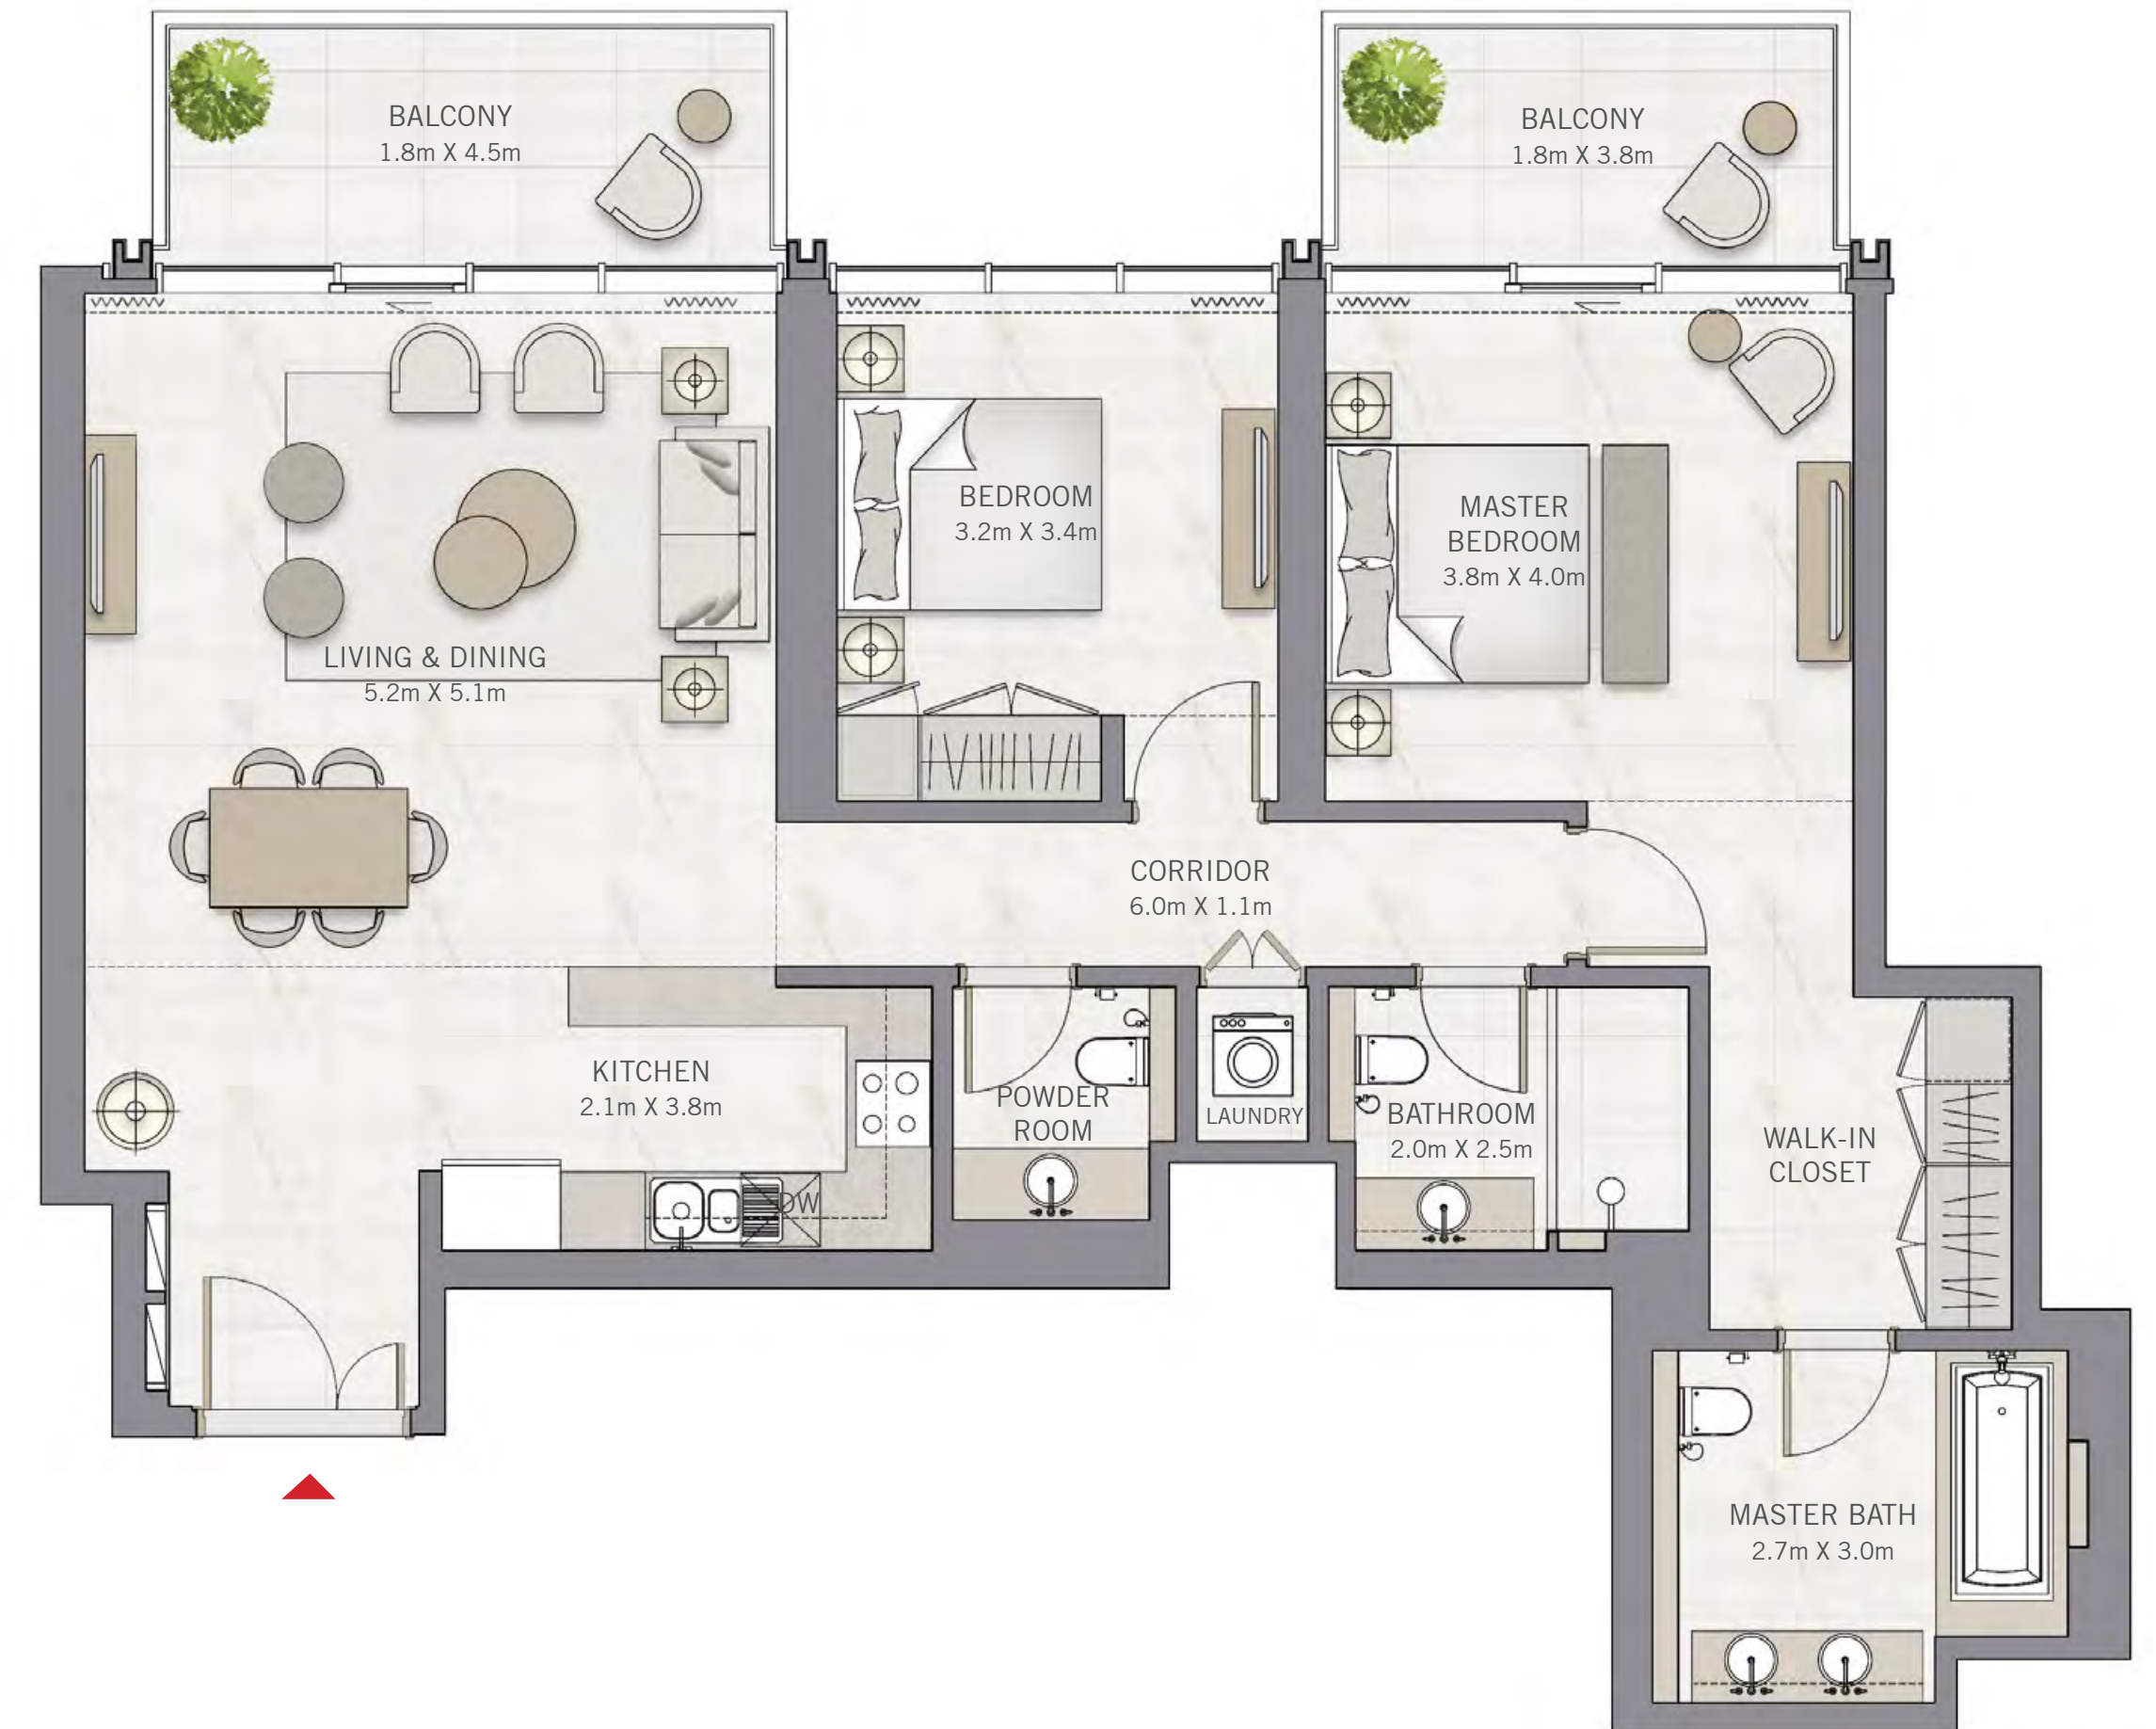 BALCONY
1.8m X 4.5m
BALCONY
1.8m X 3.8m
BEDROOM
3.2m X 3.4m
MASTER
BEDROOM
3.8m X 4.0m
LIVING & DINING
5.2m X 5.1m
CORRIDOR
6.0m X 1.1m
KITCHEN
2.1m X 3.8m
DW
POWDER
ROOM
LAUNDRY
BATHROOM
2.0m X 2.5m
WALK-IN
CLOSET
MASTER BATH
2.7m X 3.0m